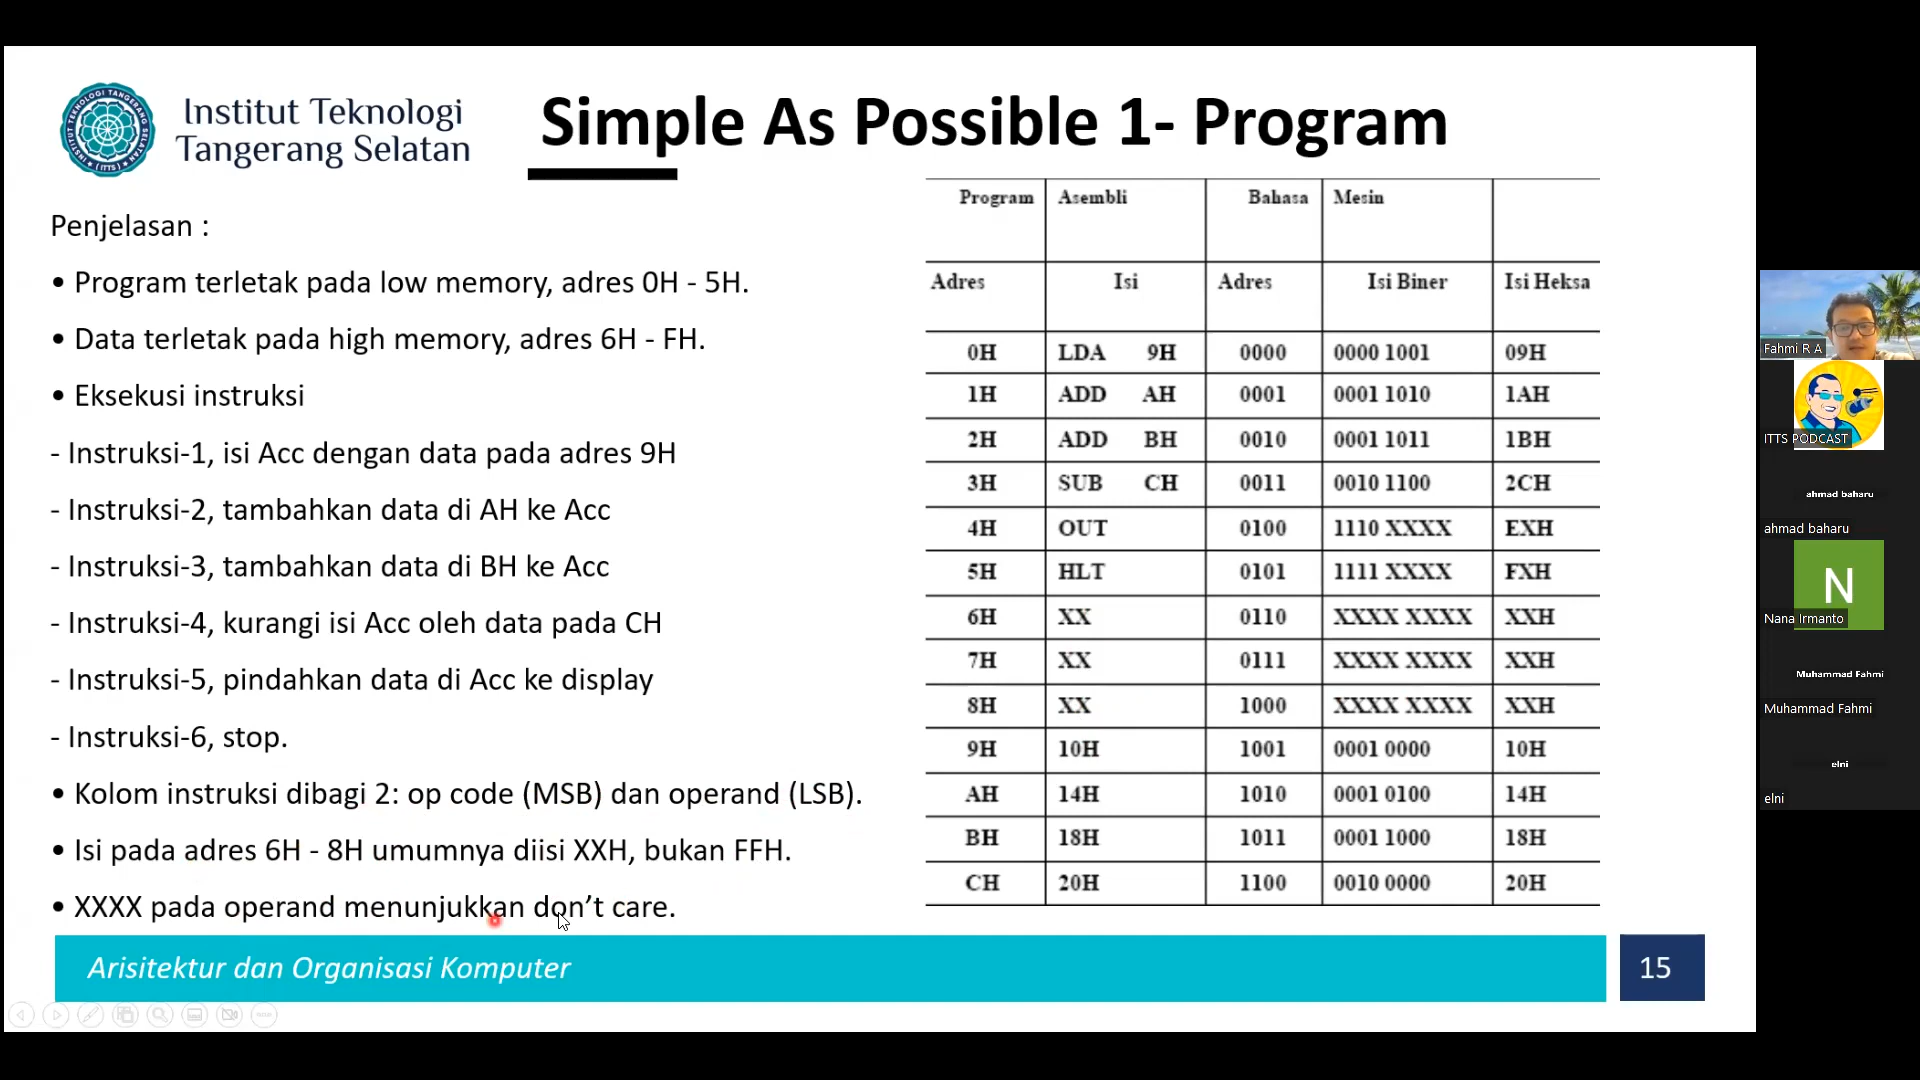 Institut Teknologi
Tangerang Selatan
INSTITUT TEKNOLOGI TANGERANG SELATAN (ITTS)
Simple As Possible 1- Program
Penjelasan :
• Program terletak pada low memory, adres 0H - 5H.
• Data terletak pada high memory, adres 6H - FH.
• Eksekusi instruksi
- Instruksi-1, isi Acc dengan data pada adres 9H
- Instruksi-2, tambahkan data di AH ke Acc
- Instruksi-3, tambahkan data di BH ke Acc
- Instruksi-4, kurangi isi Acc oleh data pada CH
- Instruksi-5, pindahkan data di Acc ke display
- Instruksi-6, stop.
• Kolom instruksi dibagi 2: op code (MSB) dan operand (LSB).
• Isi pada adres 6H - 8H umumnya diisi XXH, bukan FFH.
• XXXX pada operand menunjukkan don't care.
Program Asembli Bahasa Mesin
Adres Isi Adres Isi Biner Isi Heksa
0H LDA 9H 0000 0000 1001 09H
1H ADD AH 0001 0001 1010 1AH
2H ADD BH 0010 0001 1011 1BH
3H SUB CH 0011 0010 1100 2CH
4H OUT 0100 1110 XXXX EXH
5H HLT 0101 1111 XXXX FXH
6H XX 0110 XXXX XXXX XXH
7H XX 0111 XXXX XXXX XXH
8H XX 1000 XXXX XXXX XXH
9H 10H 1001 0001 0000 10H
AH 14H 1010 0001 0100 14H
BH 18H 1011 0001 1000 18H
CH 20H 1100 0010 0000 20H
Arisitektur dan Organisasi Komputer
15
Fahmi R A
ITTS PODCAST
ahmad baharu
ahmad baharu
N
Nana Irmanto
Muhammad Fahmi
Muhammad Fahmi
elni
elni